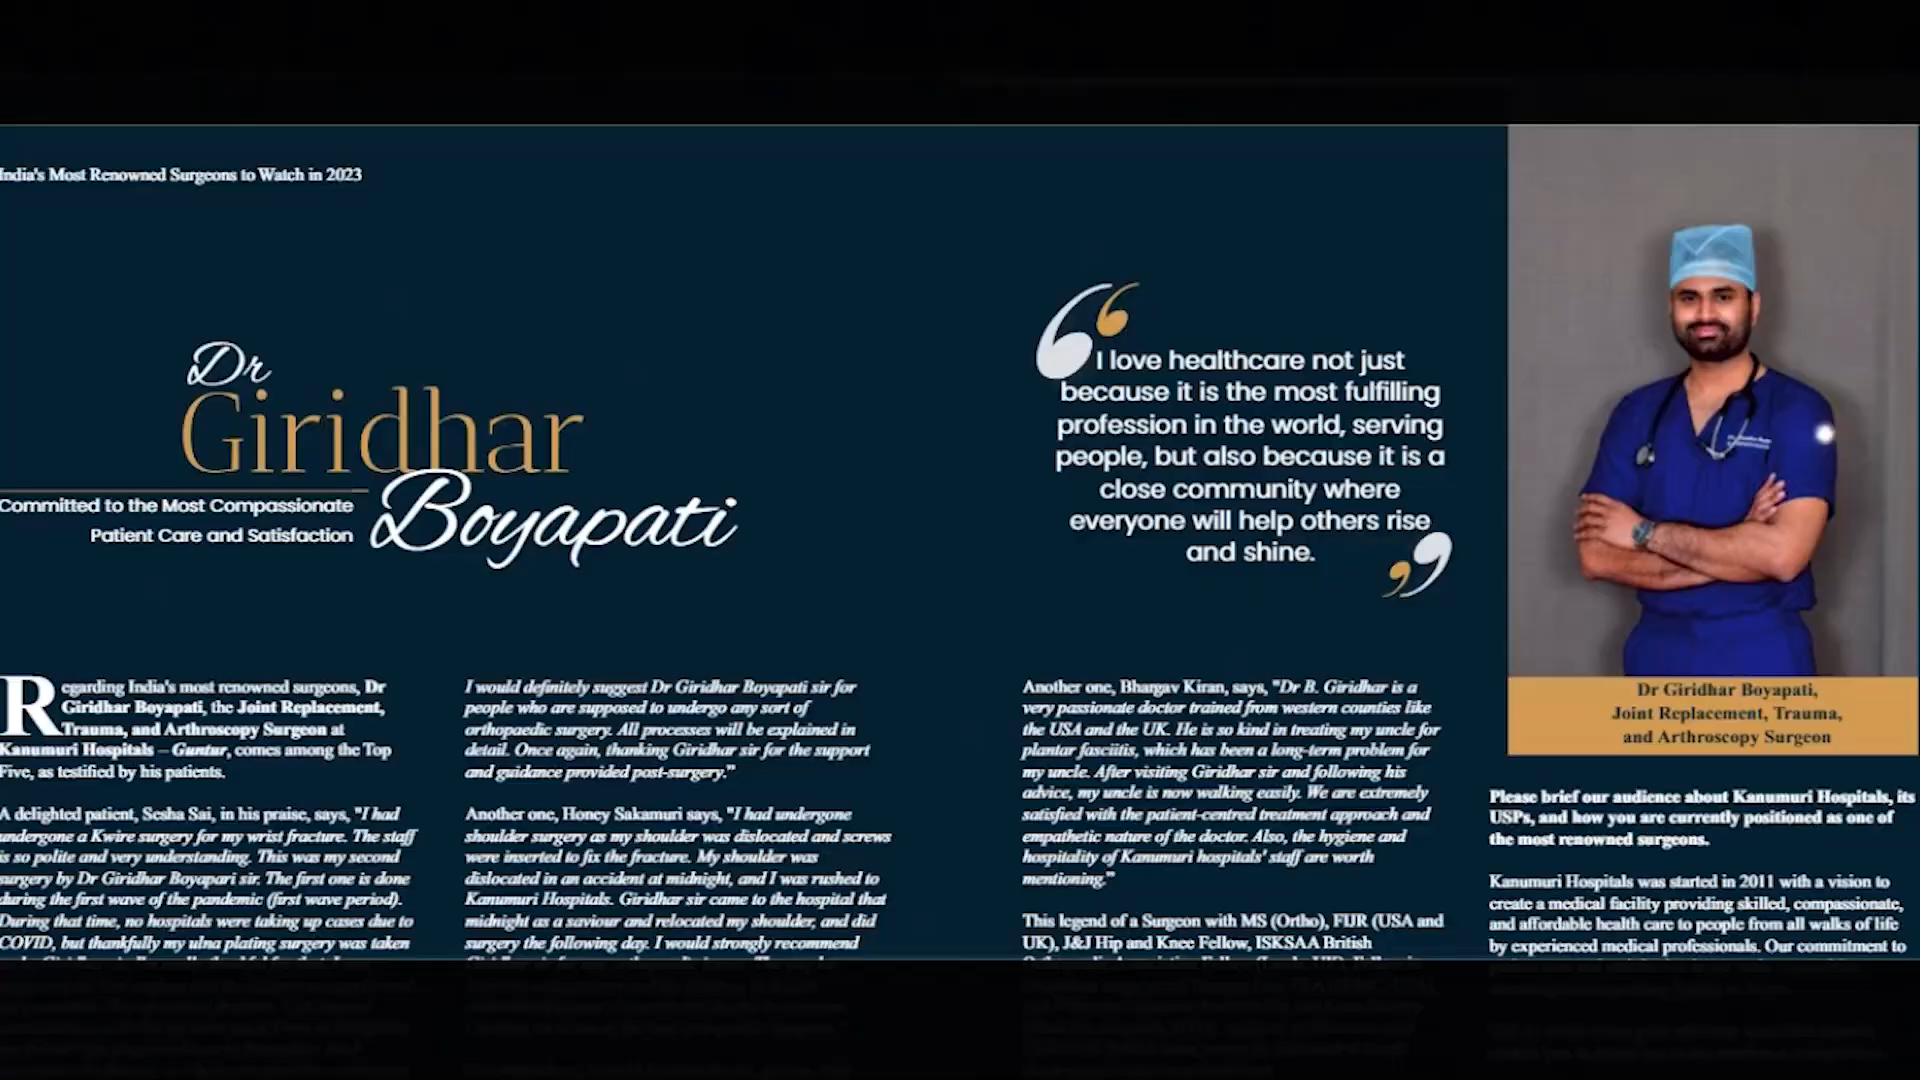 India's Most Renowned Surgeons to Watch in 2023
Dr
Giridhar
Boyapati
Committed to the Most Compassionate
Patient Care and Satisfaction
I love healthcare not just
because it is the most fulfilling
profession in the world, serving
people, but also because it is a
close community where
everyone will help others rise
and shine.
Regarding India's most renowned surgeons, Dr
Giridhar Boyapati, the Joint Replacement,
Trauma, and Arthroscopy Surgeon at
Kanumuri Hospitals – Guntur, comes among the Top
Five, as testified by his patients.
A delighted patient, Sesha Sai, in his praise, says, "I had
undergone a Kwire surgery for my wrist fracture. The staff
is so polite and very understanding. This was my second
surgery by Dr Giridhar Boyapari sir. The first one is done
during the first wave of the pandemic (first wave period).
During that time, no hospitals were taking up cases due to
COVID, but thankfully my ulna plating surgery was taken
I would definitely suggest Dr Giridhar Boyapati sir for
people who are supposed to undergo any sort of
orthopaedic surgery. All processes will be explained in
detail. Once again, thanking Giridhar sir for the support
and guidance provided post-surgery."
Another one, Honey Sakamuri says, "I had undergone
shoulder surgery as my shoulder was dislocated and screws
were inserted to fix the fracture. My shoulder was
dislocated in an accident at midnight, and I was rushed to
Kanumuri Hospitals. Giridhar sir came to the hospital that
midnight as a saviour and relocated my shoulder, and did
surgery the following day. I would strongly recommend
Another one, Bhargav Kiran, says, "Dr B. Giridhar is a
very passionate doctor trained from western counties like
the USA and the UK. He is so kind in treating my uncle for
plantar fasciitis, which has been a long-term problem for
my uncle. After visiting Giridhar sir and following his
advice, my uncle is now walking easily. We are extremely
satisfied with the patient-centred treatment approach and
empathetic nature of the doctor. Also, the hygiene and
hospitality of Kanumuri hospitals' staff are worth
mentioning."
This legend of a Surgeon with MS (Ortho), FIJR (USA and
UK), J&J Hip and Knee Fellow, ISKSAA British
Dr Giridhar Boyapati,
Joint Replacement, Trauma,
and Arthroscopy Surgeon
Please brief our audience about Kanumuri Hospitals, its
USPs, and how you are currently positioned as one of
the most renowned surgeons.
Kanumuri Hospitals was started in 2011 with a vision to
create a medical facility providing skilled, compassionate,
and affordable health care to people from all walks of life
by experienced medical professionals. Our commitment to